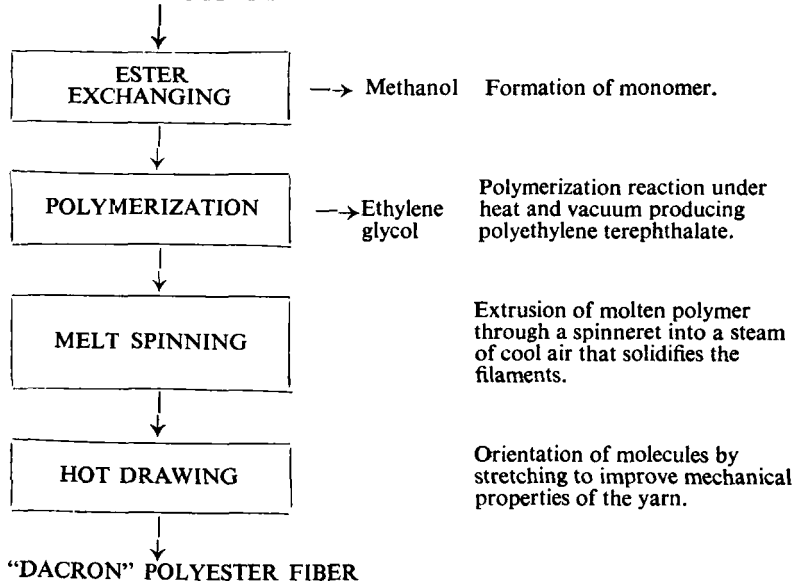 ESTER
EXCHANGING
Methanol
Formation of monomer.
POLYMERIZATION
Ethylene
glycol
Polymerization reaction under
heat and vacuum producing
polyethylene terephthalate.
MELT SPINNING
Extrusion of molten polymer
through a spinneret into a steam
of cool air that solidifies the
filaments.
HOT DRAWING
Orientation of molecules by
stretching to improve mechanical
properties of the yarn.
“DACRON” POLYESTER FIBER